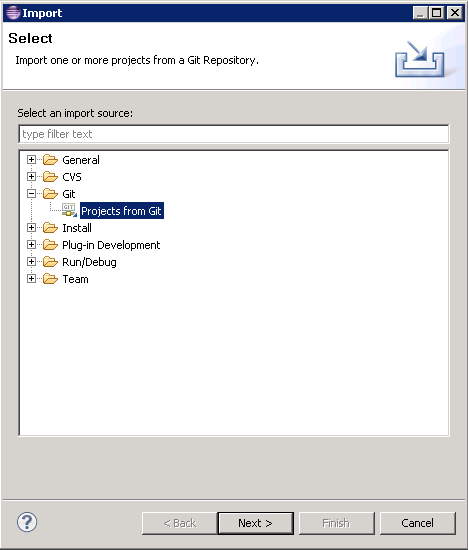 Import
Select
Import one or more projects from a Git Repository.
Select an import source:
type filter text
General
CVS
Git
GIT
Projects from Git
Install
Plug-in Development
Run/Debug
Team
?
< Back
Next >
Finish
Cancel